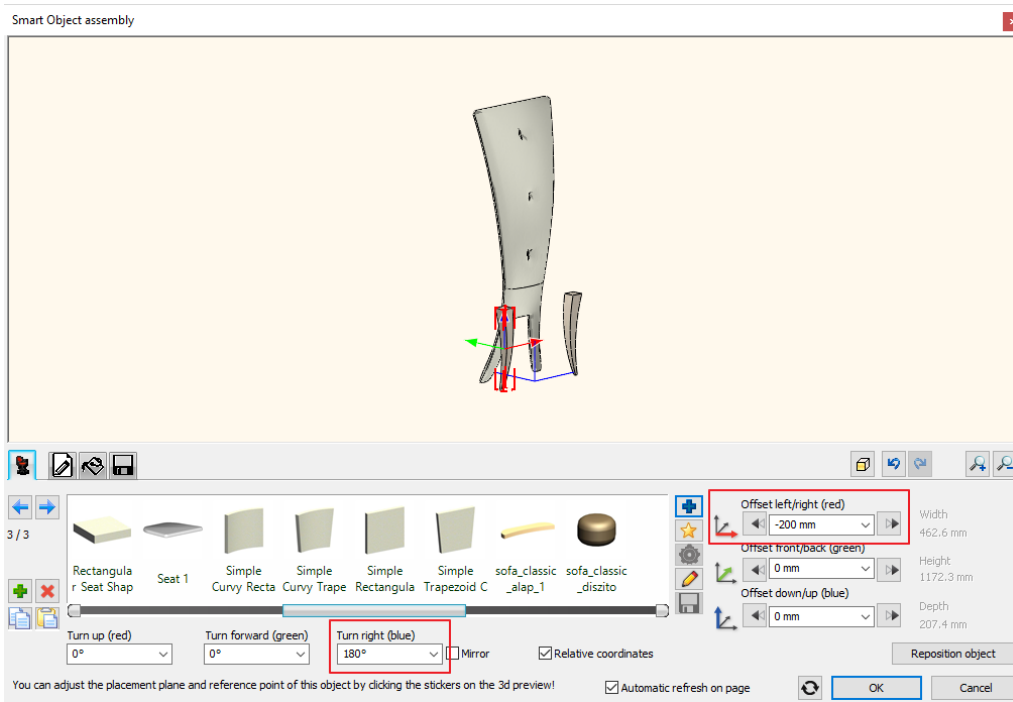 Smart Object assembly
3 / 3
Rectangula
r Seat Shap
Seat 1
Simple
Curvy Recta
Simple
Curvy Trape
Simple
Rectangula
Simple
Trapezoid C
sofa_classic
_alap_1
sofa_classic
_diszito
Offset left/right (red)
-200 mm
Offset front/back (green)
0 mm
Offset down/up (blue)
0 mm
Width
462.6 mm
Height
1172.3 mm
Depth
207.4 mm
Turn up (red)
0°
Turn forward (green)
0°
Turn right (blue)
180°
Mirror
Relative coordinates
Reposition object
You can adjust the placement plane and reference point of this object by clicking the stickers on the 3d preview!
Automatic refresh on page
OK
Cancel